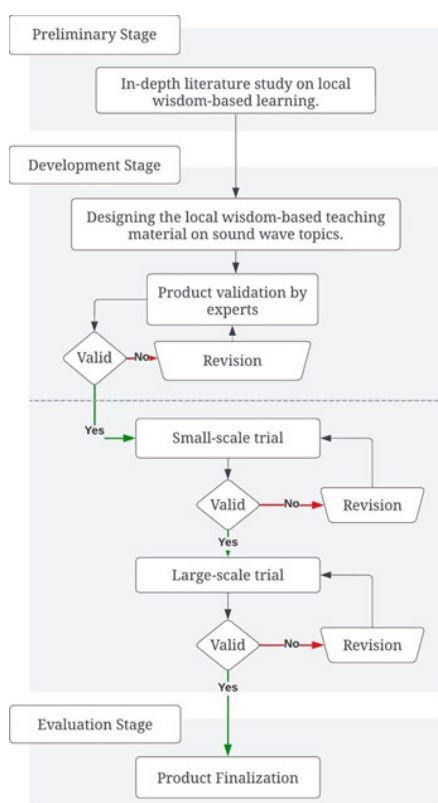 Preliminary Stage
In-depth literature study on local
wisdom-based learning.
Development Stage
Designing the local wisdom-based teaching
material on sound wave topics.
Product validation by
experts
Valid
No
Revision
Yes
Small-scale trial
Valid
No
Revision
Yes
Large-scale trial
Valid
No
Revision
Yes
Evaluation Stage
Product Finalization